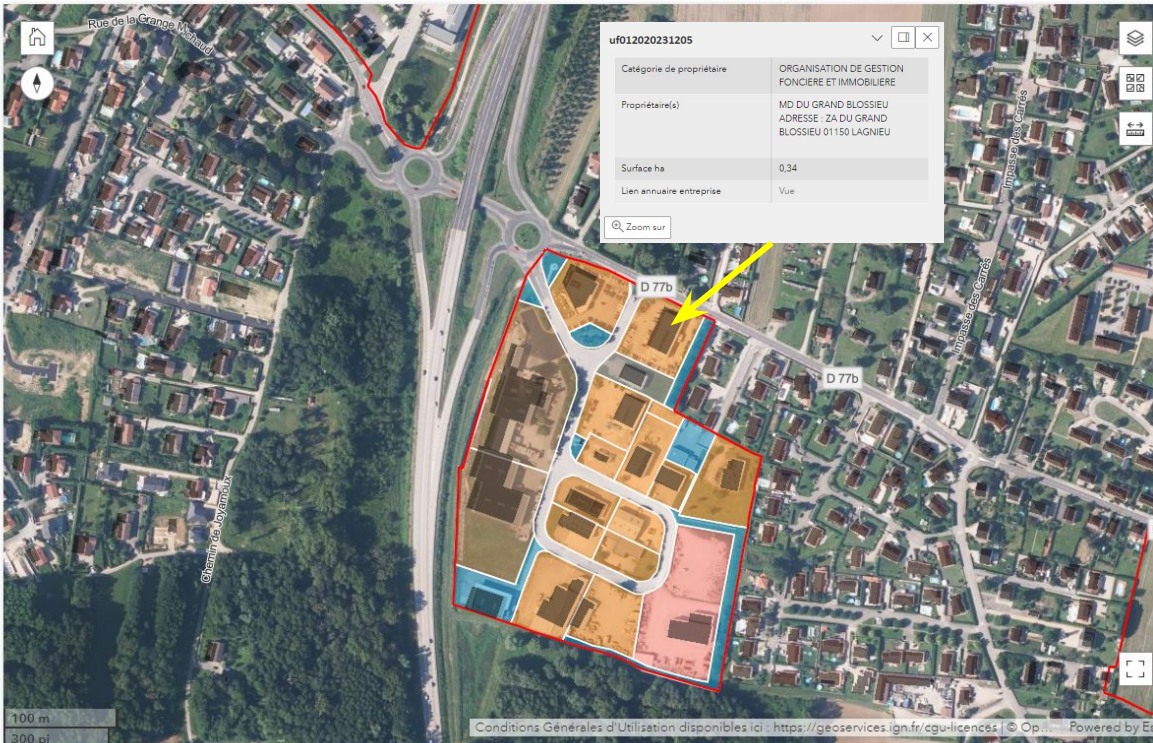 Rue de la Grange Michaud
uf012020231205
Catégorie de propriétaire
ORGANISATION DE GESTION
FONCIERE ET IMMOBILIERE
Propriétaire(s)
MD DU GRAND BLOSSIEU
ADRESSE : ZA DU GRAND
BLOSSIEU 01150 LAGNIEU
Surface ha
0,34
Lien annuaire entreprise
Vue
Zoom sur
Impasse des Carrés
D 77b
Impasse des Carrés
D 77b
Chemin de Joyamoux
100 m
300 pi
Conditions Générales d'Utilisation disponibles ici : https://geoservices.ign.fr/cgu-licences | © Op... Powered by Es